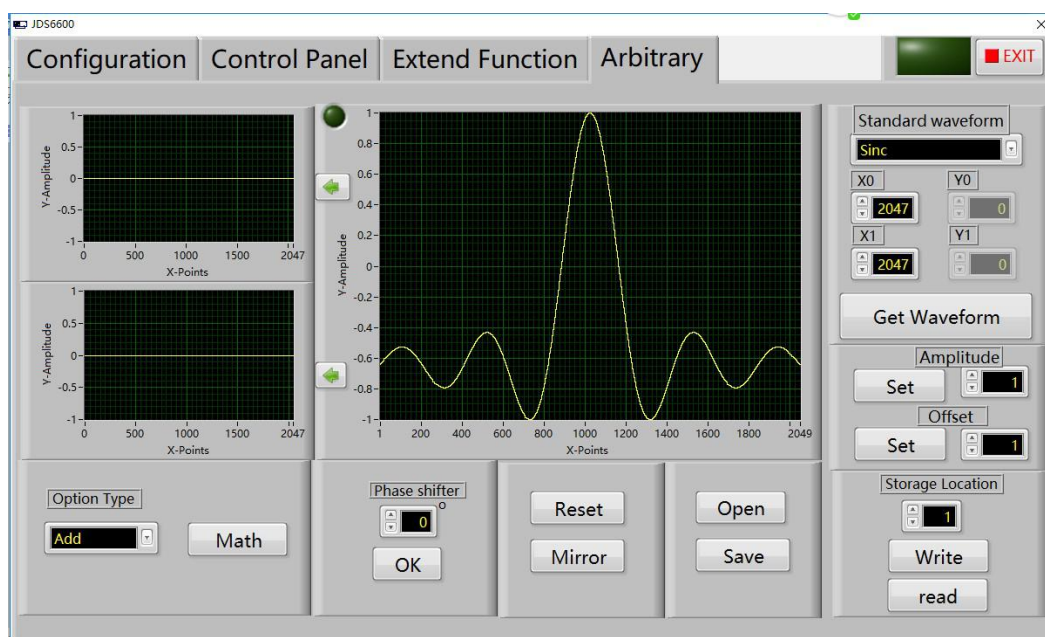 JDS6600
Configuration Control Panel Extend Function Arbitrary
EXIT
Y-Amplitude
1
0.5
0
-0.5
-1
0 500 1000 1500 2047
X-Points
Y-Amplitude
1
0.5
0
-0.5
-1
0 500 1000 1500 2047
X-Points
Y-Amplitude
1
0.8
0.6
0.4
0.2
0
-0.2
-0.4
-0.6
-0.8
-1
1 200 400 600 800 1000 1200 1400 1600 1800 2049
X-Points
Standard waveform
Sinc
X0 Y0
2047 0
X1 Y1
2047 0
Get Waveform
Amplitude
Set 1
Offset
Set 1
Option Type
Add Math
Phase shifter
0 o
OK
Reset
Mirror
Open
Save
Storage Location
1
Write
read